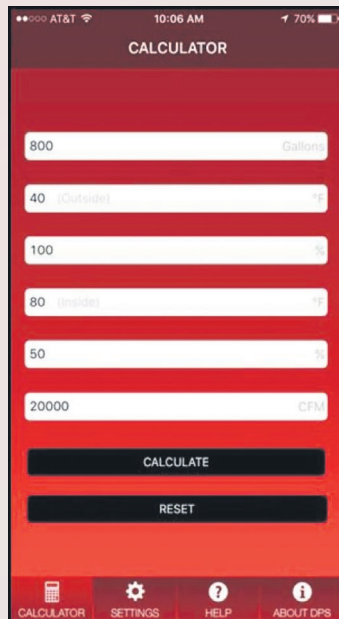 ●●○○○ AT&T 10:06 AM 70%
CALCULATOR
800 Gallons
40 (Outside) °F
100 %
80 (Inside) °F
50 %
20000 CFM
CALCULATE
RESET
CALCULATOR SETTINGS HELP ABOUT DPS